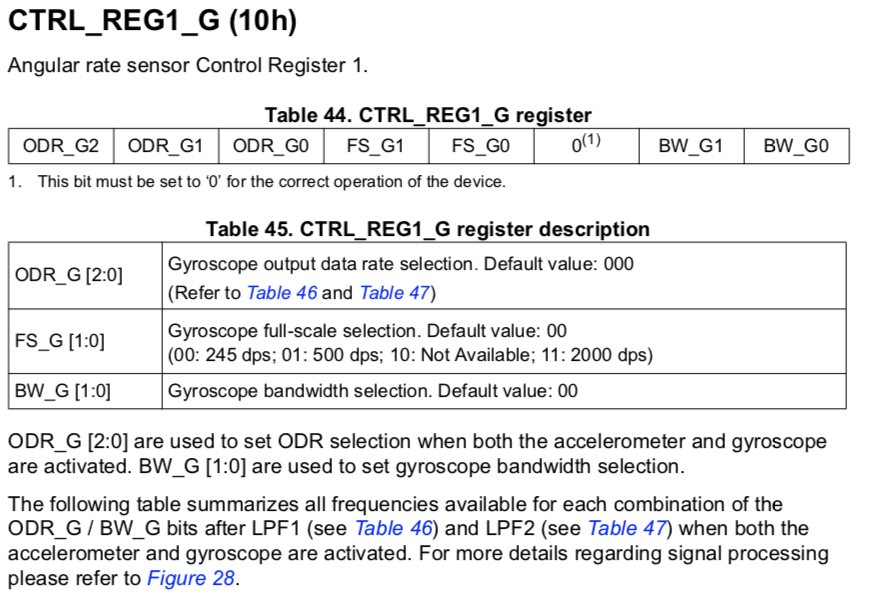 CTRL_REG1_G (10h)
Angular rate sensor Control Register 1.
Table 44. CTRL_REG1_G register
ODR_G2 ODR_G1 ODR_G0 FS_G1 FS_G0 0(1) BW_G1 BW_G0
1. This bit must be set to ‘0’ for the correct operation of the device.
Table 45. CTRL_REG1_G register description
ODR_G [2:0] Gyroscope output data rate selection. Default value: 000
(Refer to Table 46 and Table 47)
FS_G [1:0] Gyroscope full-scale selection. Default value: 00
(00: 245 dps; 01: 500 dps; 10: Not Available; 11: 2000 dps)
BW_G [1:0] Gyroscope bandwidth selection. Default value: 00
ODR_G [2:0] are used to set ODR selection when both the accelerometer and gyroscope
are activated. BW_G [1:0] are used to set gyroscope bandwidth selection.
The following table summarizes all frequencies available for each combination of the
ODR_G / BW_G bits after LPF1 (see Table 46) and LPF2 (see Table 47) when both the
accelerometer and gyroscope are activated. For more details regarding signal processing
please refer to Figure 28.